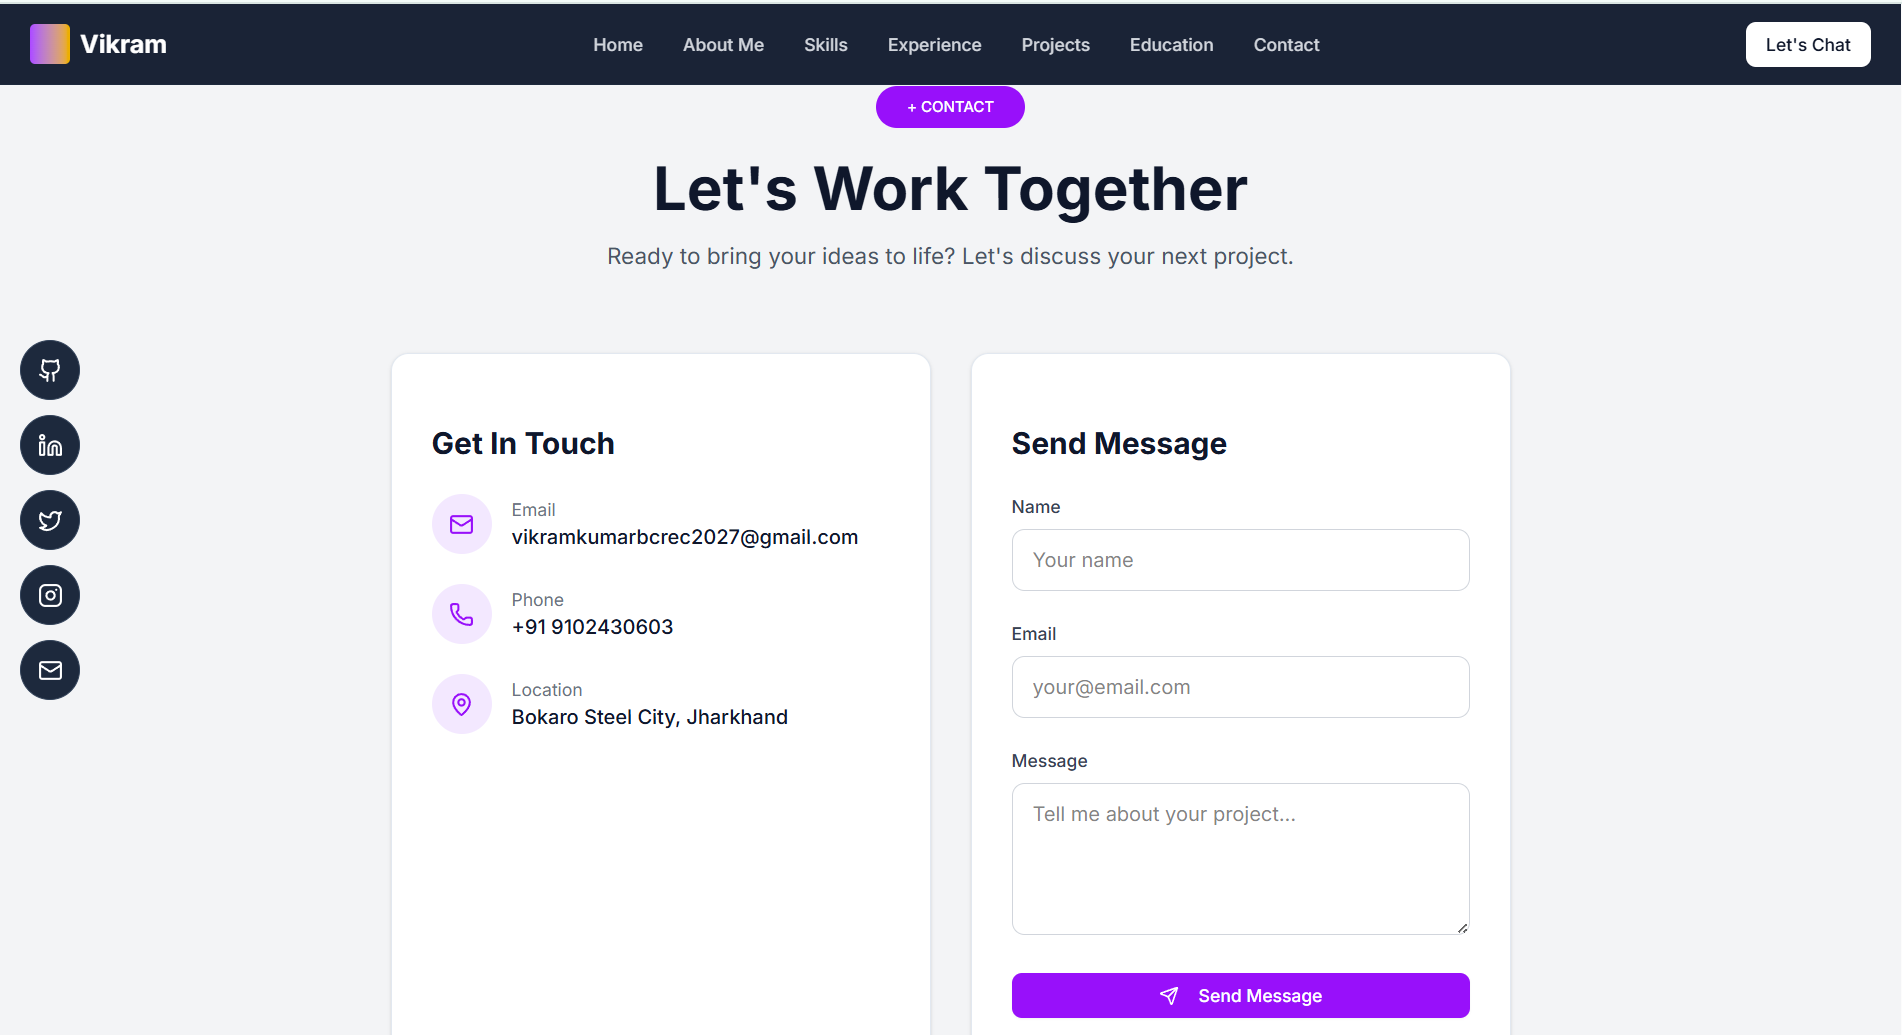 Vikram
Home
About Me
Skills
Experience
Projects
Education
Contact
Let's Chat
+ CONTACT
Let's Work Together
Ready to bring your ideas to life? Let's discuss your next project.
Get In Touch
Email
vikramkumarbcrec2027@gmail.com
Phone
+91 9102430603
Location
Bokaro Steel City, Jharkhand
Send Message
Name
Your name
Email
your@email.com
Message
Tell me about your project...
Send Message